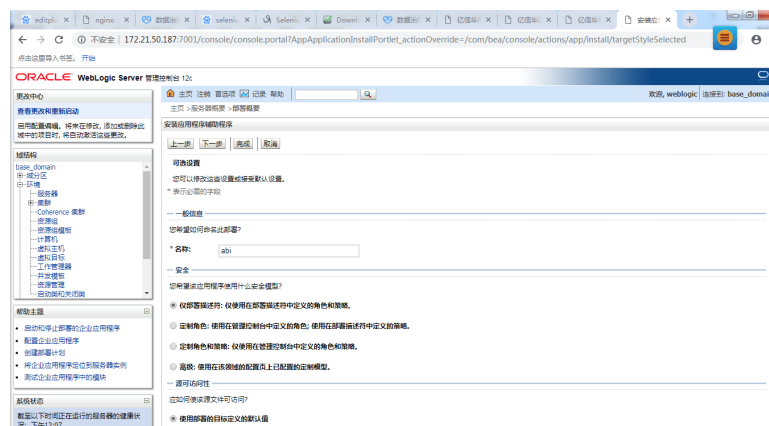 editplu
nginx
数据
seleniu
Seleni
Downl
数据
亿信华
亿信华
亿信华
安装应
不安全 | 172.21.50.187:7001/console/console.portal?AppApplicationInstallPortlet_actionOverride=/com/bea/console/actions/app/install/targetStyleSelected
点击这里导入书签。 开始
ORACLE WebLogic Server 管理控制台 12c
更改中心
查看更改和重新启动
启用配置编辑。将来在修改, 添加或删除此
域中的项目时, 将自动激活这些更改。
域结构
base_domain
域分区
环境
服务器
集群
Coherence 集群
资源组
资源组模板
计算机
虚拟主机
虚拟目标
工作管理器
并发模板
资源管理
启动类和关闭类
帮助主题
启动和停止部署的企业应用程序
配置企业应用程序
创建部署计划
将企业应用程序定位到服务器实例
测试企业应用程序中的模块
系统状态
截至以下时间正在运行的服务器的健康状
况: 下午12:07
主页 注销 首选项 记录 帮助
欢迎, weblogic 连接到: base_domai
主页 >服务器概要 >部署概要
安装应用程序辅助程序
上一步 下一步 完成 取消
可选设置
您可以修改这些设置或接受默认设置。
* 表示必需的字段
一般信息
您希望如何命名此部署?
* 名称: abi
安全
您希望该应用程序使用什么安全模型?
仅部署描述符: 仅使用在部署描述符中定义的角色和策略。
定制角色: 使用在管理控制台中定义的角色; 使用在部署描述符中定义的策略。
定制角色和策略: 仅使用在管理控制台中定义的角色和策略。
高级: 使用在该领域的配置页上已配置的定制模型。
源可访问性
应如何使该源文件可访问?
使用部署的目标定义的默认值